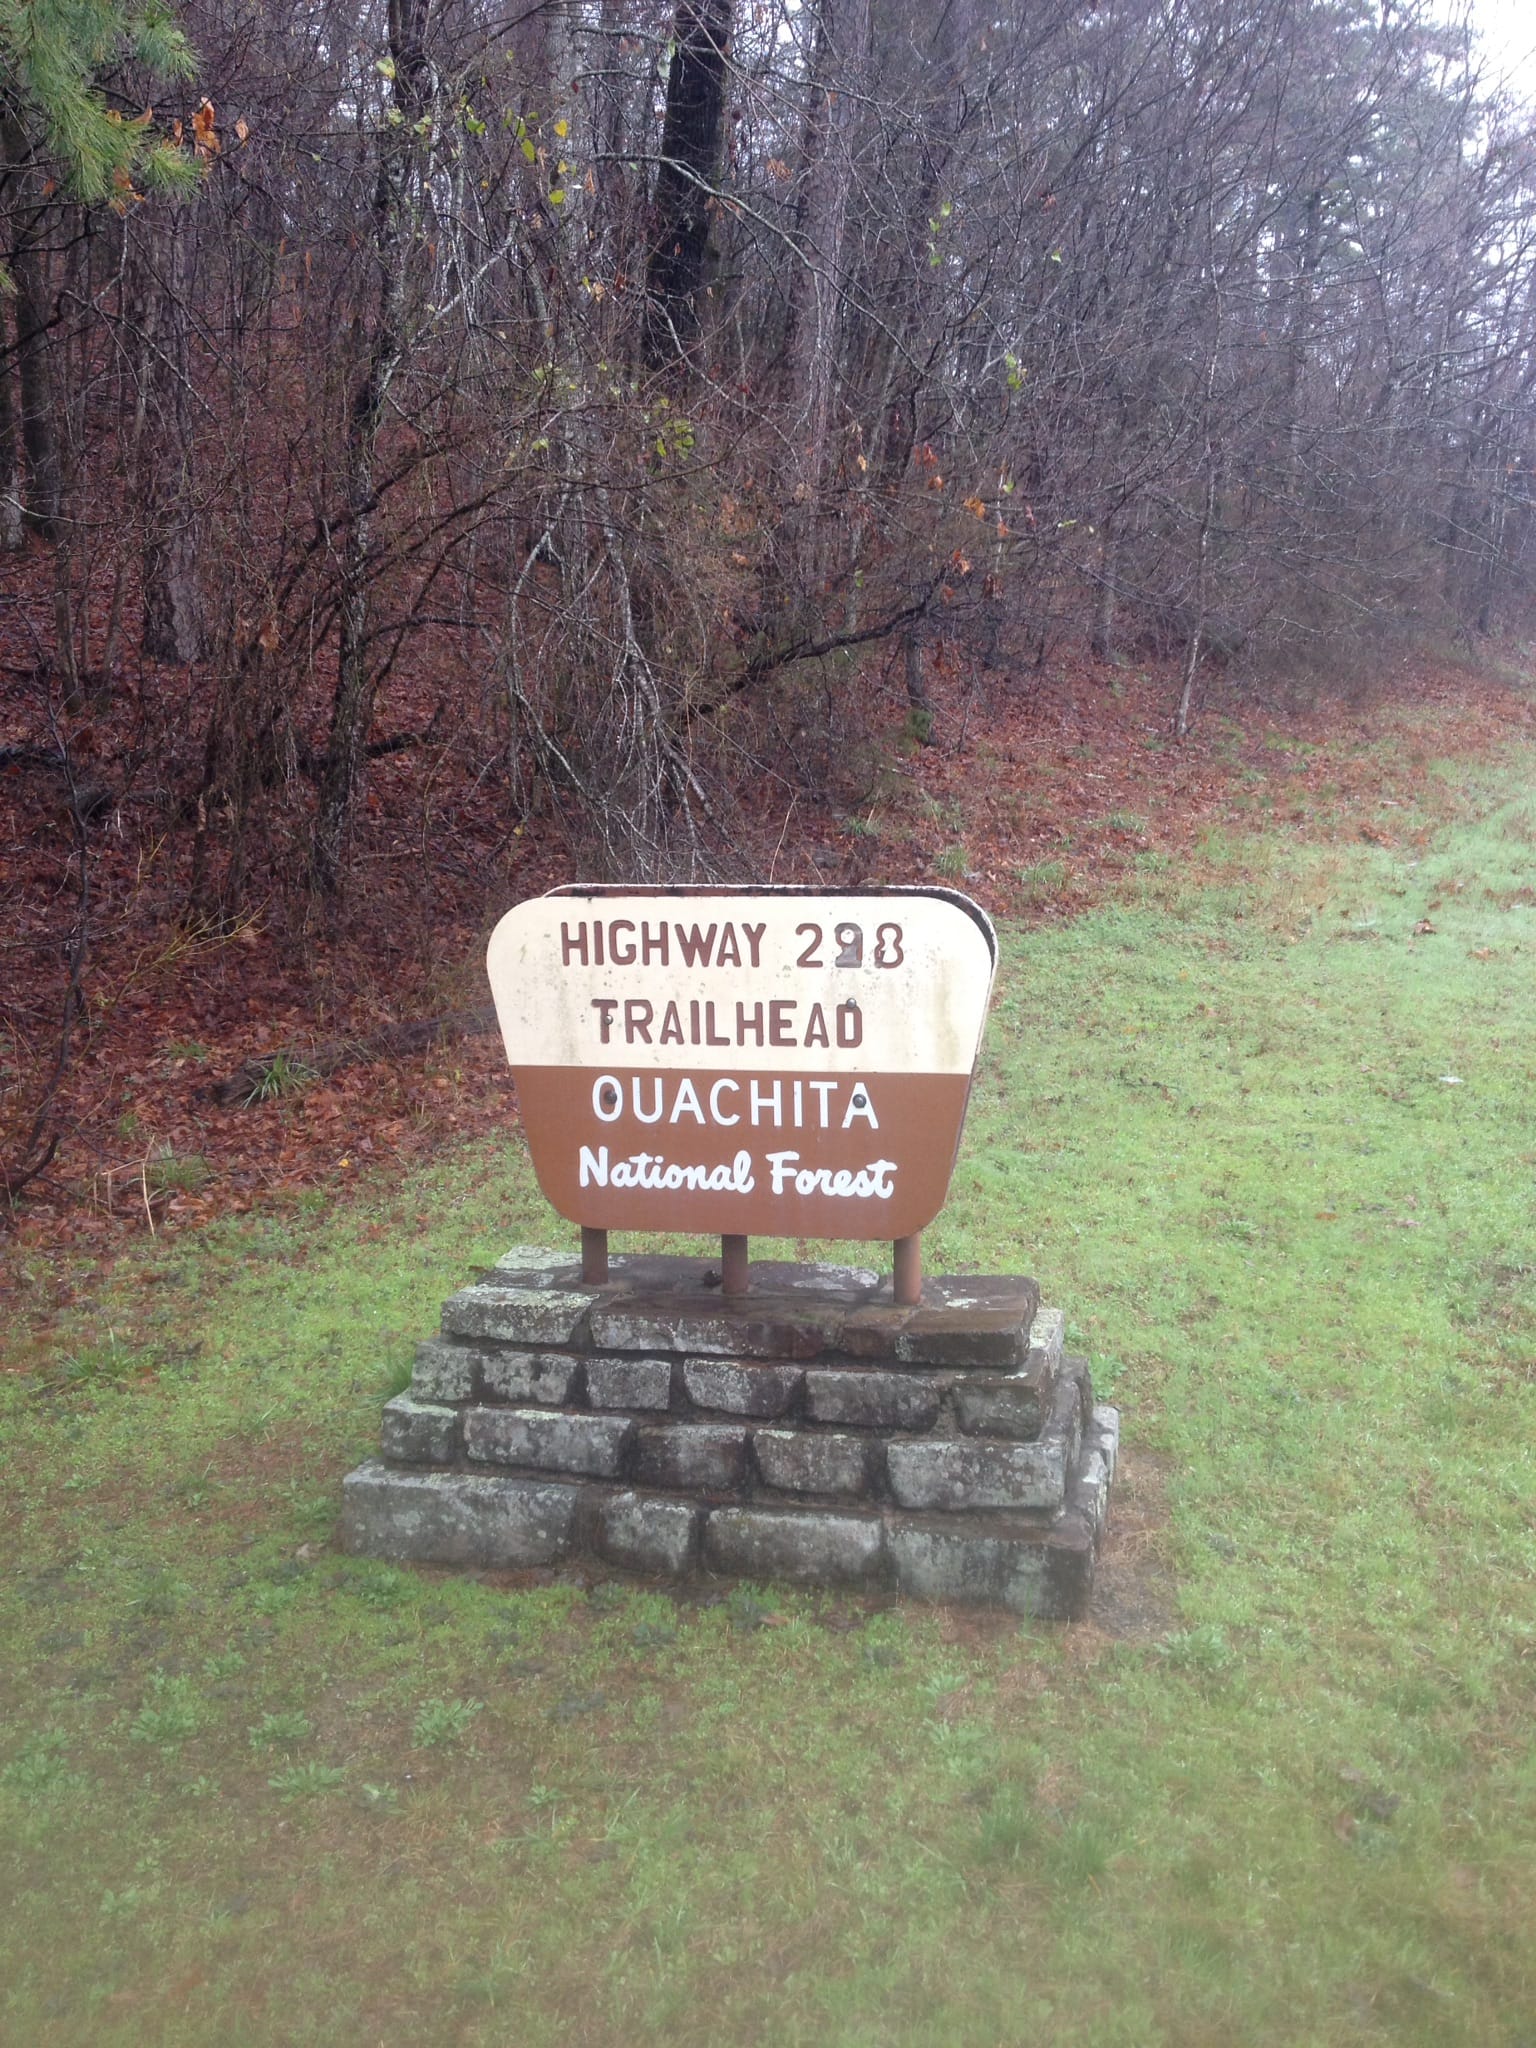 HIGHWAY 298
TRAILHEAD
OUACHITA
National Forest